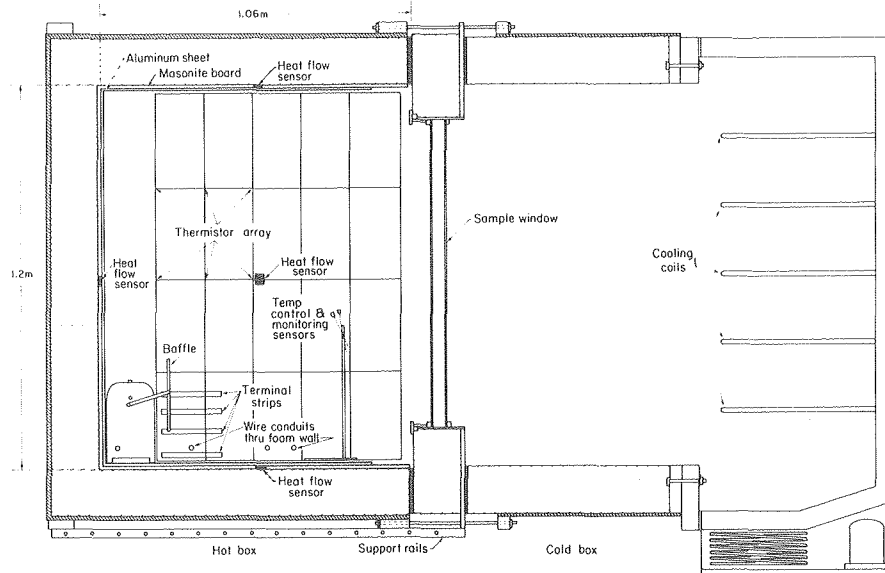 1.06m
Aluminum sheet
Masonite board
Heat flow
sensor
1.2m
Thermistor array
Heat
flow
sensor
Heat flow
sensor
Temp
control &
monitoring
sensors
Sample window
Cooling
coils
Baffle
Terminal
strips
Wire conduits
thru foam wall
Heat flow
sensor
Hot box
Support rails
Cold box